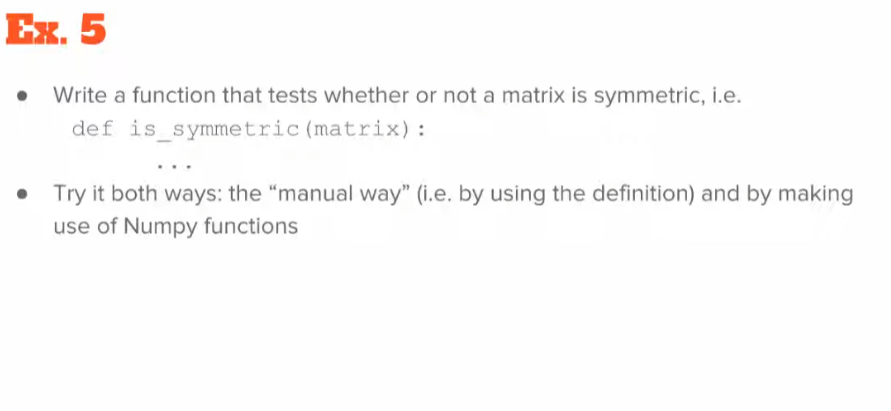 Ex. 5
● Write a function that tests whether or not a matrix is symmetric, i.e.
def is_symmetric(matrix):
...
● Try it both ways: the “manual way” (i.e. by using the definition) and by making
use of Numpy functions